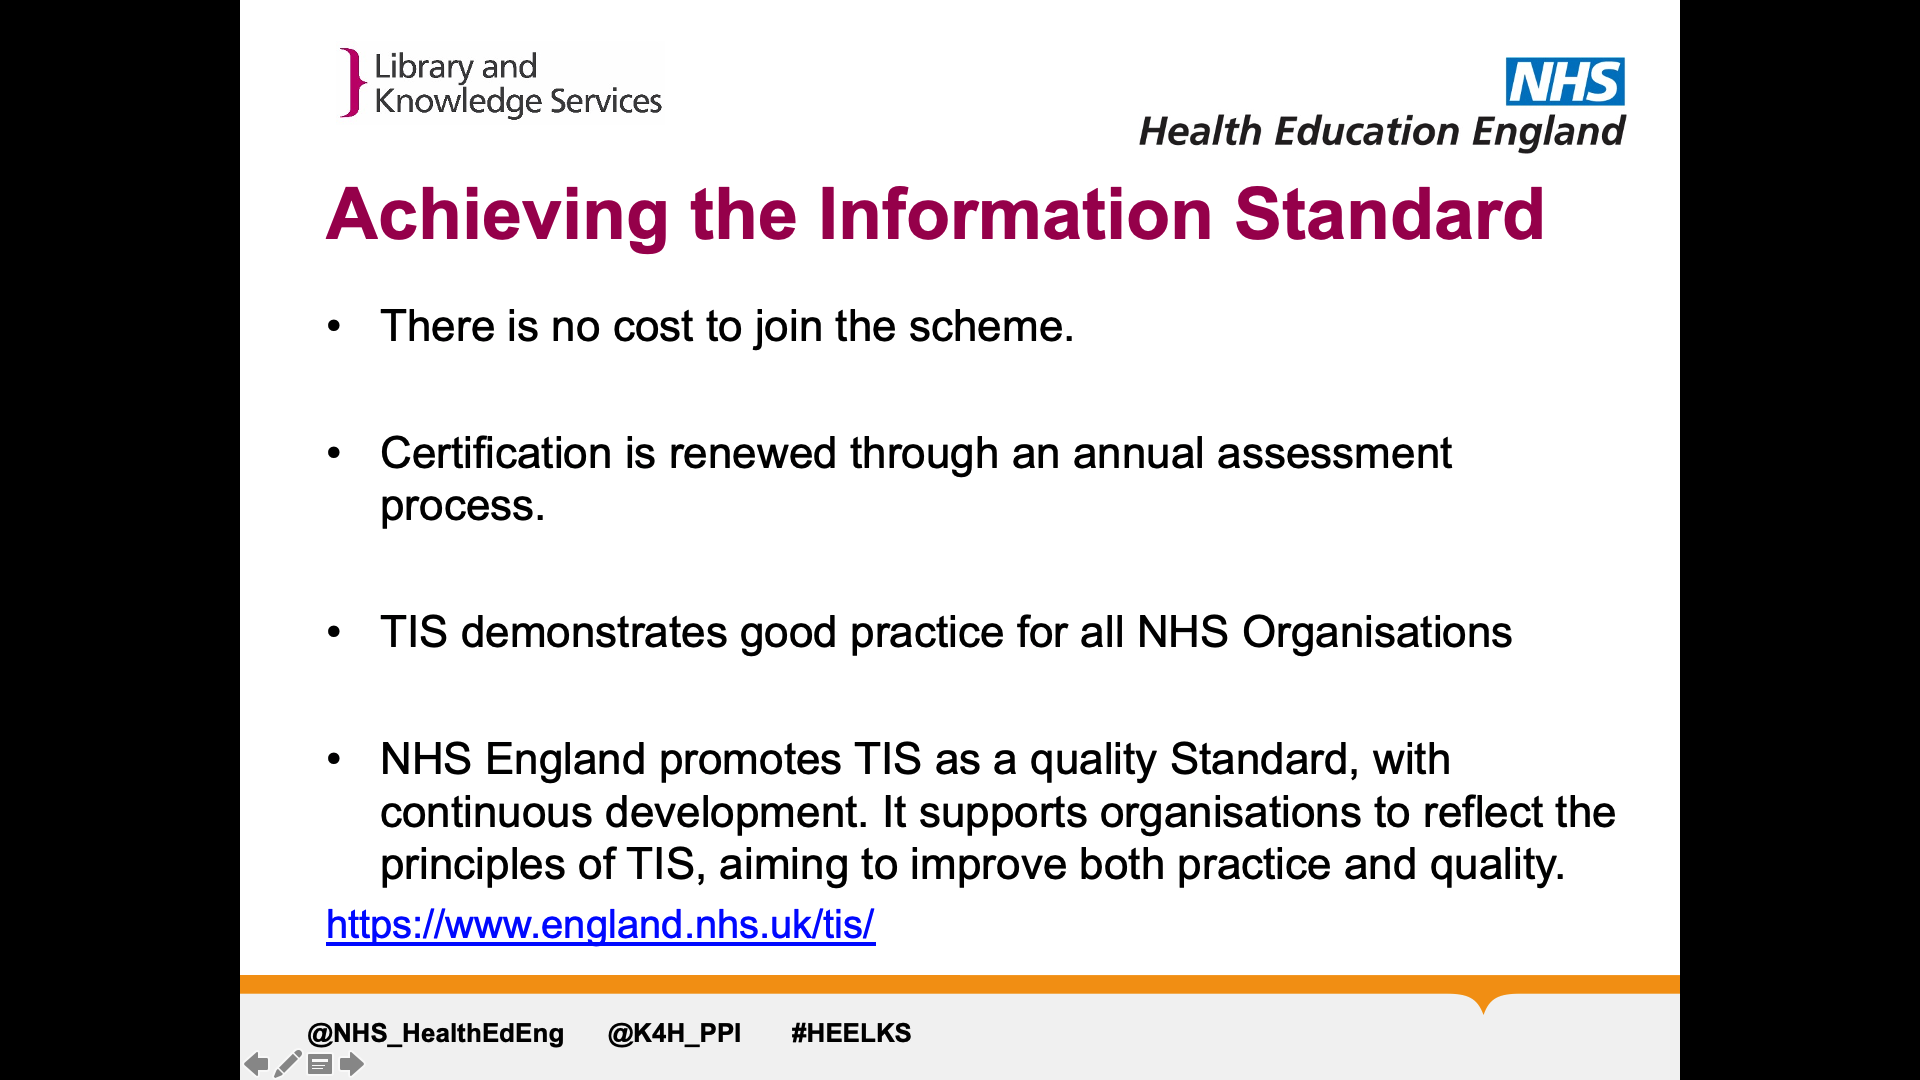 Library and
Knowledge Services
NHS
Health Education England
Achieving the Information Standard
• There is no cost to join the scheme.
• Certification is renewed through an annual assessment
process.
• TIS demonstrates good practice for all NHS Organisations
• NHS England promotes TIS as a quality Standard, with
continuous development. It supports organisations to reflect the
principles of TIS, aiming to improve both practice and quality.
https://www.england.nhs.uk/tis/
@NHS_HealthEdEng @K4H_PPI #HEELKS